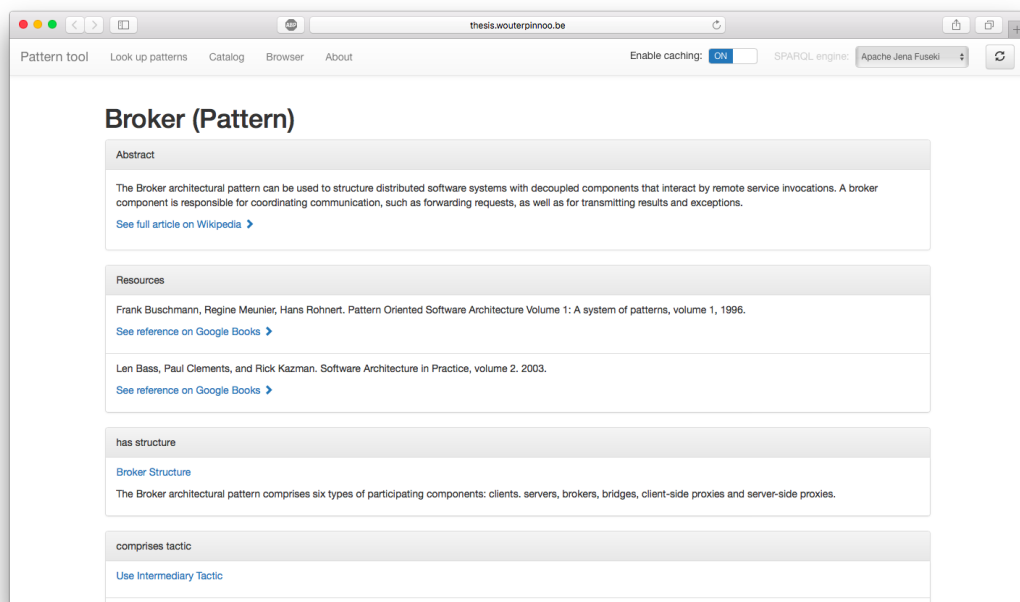 thesis.wouterpinnoo.be
ABP
Pattern tool Look up patterns Catalog Browser About Enable caching: ON SPARQL engine: Apache Jena Fuseki
Broker (Pattern)
Abstract
The Broker architectural pattern can be used to structure distributed software systems with decoupled components that interact by remote service invocations. A broker
component is responsible for coordinating communication, such as forwarding requests, as well as for transmitting results and exceptions.
See full article on Wikipedia
Resources
Frank Buschmann, Regine Meunier, Hans Rohnert. Pattern Oriented Software Architecture Volume 1: A system of patterns, volume 1, 1996.
See reference on Google Books
Len Bass, Paul Clements, and Rick Kazman. Software Architecture in Practice, volume 2. 2003.
See reference on Google Books
has structure
Broker Structure
The Broker architectural pattern comprises six types of participating components: clients. servers, brokers, bridges, client-side proxies and server-side proxies.
comprises tactic
Use Intermediary Tactic